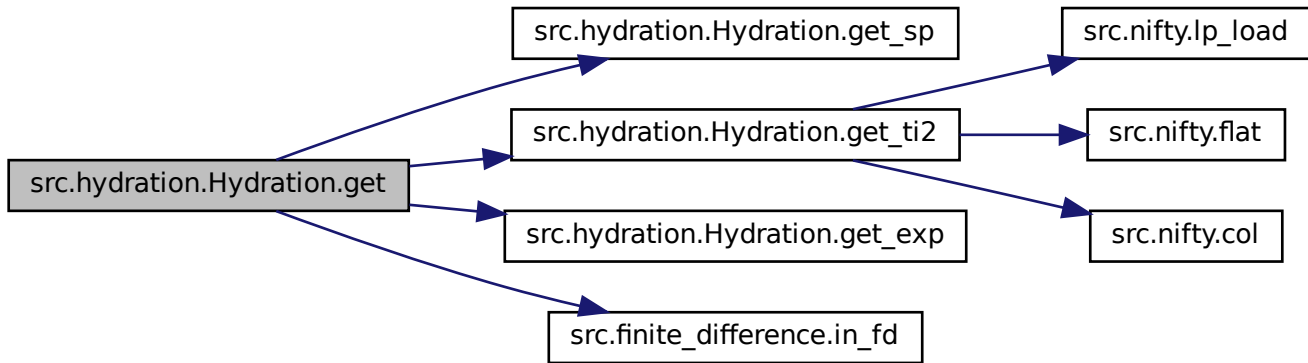 src.hydration.Hydration.get
src.hydration.Hydration.get_sp
src.hydration.Hydration.get_ti2
src.hydration.Hydration.get_exp
src.finite_difference.in_fd
src.nifty.lp_load
src.nifty.flat
src.nifty.col